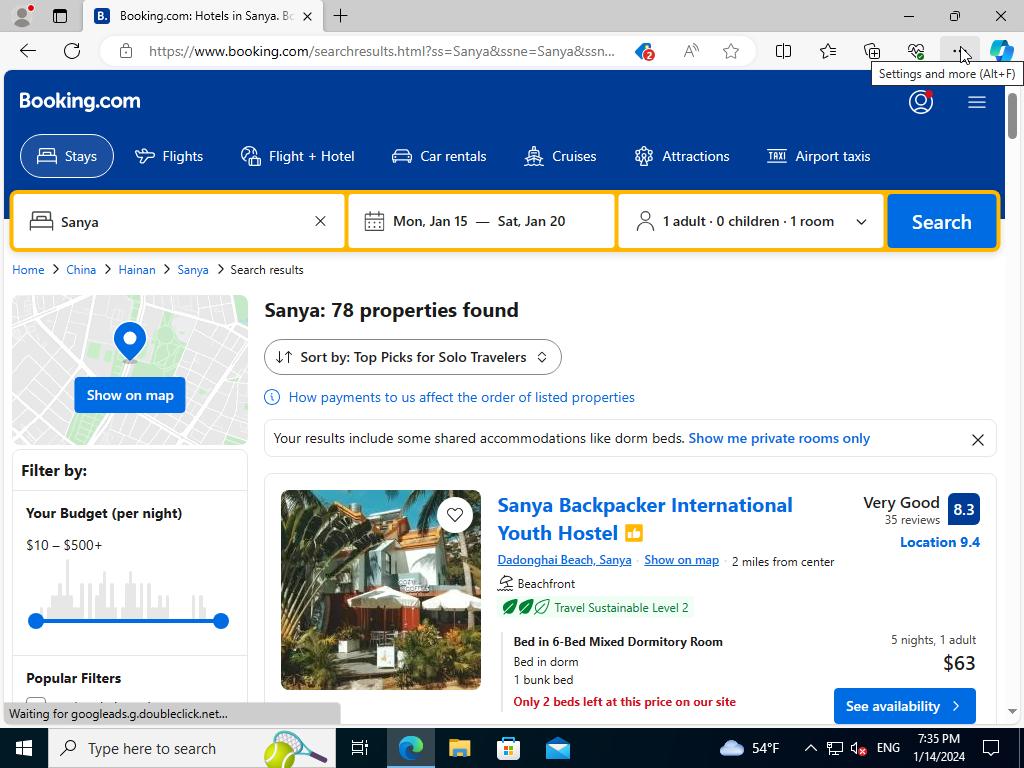 Booking.com: Hotels in Sanya. Bo
https://www.booking.com/searchresults.html?ss=Sanya&ssne=Sanya&ssn...
2
Settings and more (Alt+F)
Booking.com
Stays
Flights
Flight + Hotel
Car rentals
Cruises
Attractions
TAXI Airport taxis
Sanya
Mon, Jan 15 — Sat, Jan 20
1 adult · 0 children · 1 room
Search
Home > China > Hainan > Sanya > Search results
Show on map
Sanya: 78 properties found
Sort by: Top Picks for Solo Travelers
How payments to us affect the order of listed properties
Your results include some shared accommodations like dorm beds. Show me private rooms only
Filter by:
Your Budget (per night)
$10 – $500+
Popular Filters
Sanya Backpacker International
Youth Hostel
Very Good
35 reviews
8.3
Location 9.4
Dadonghai Beach, Sanya · Show on map · 2 miles from center
Beachfront
Travel Sustainable Level 2
Bed in 6-Bed Mixed Dormitory Room
Bed in dorm
1 bunk bed
Only 2 beds left at this price on our site
5 nights, 1 adult
$63
See availability
Waiting for googleads.g.doubleclick.net...
Type here to search
54°F
ENG
7:35 PM
1/14/2024